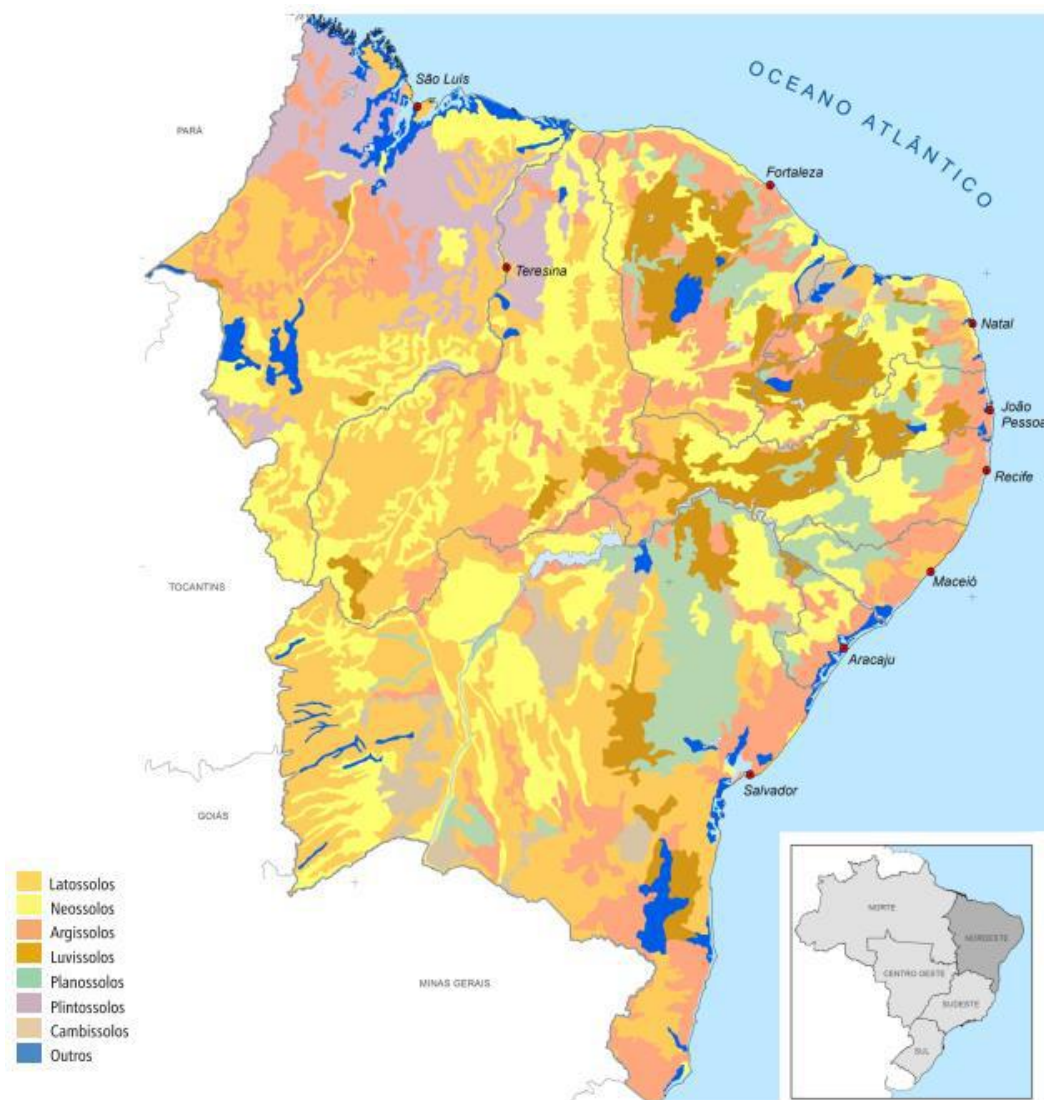 OCEANO ATLÂNTICO
São Luís
PARÁ
Fortaleza
Teresina
Natal
João
Pessoa
Recife
TOCANTINS
Maceió
Aracaju
Salvador
GOIÁS
MINAS GERAIS
Latossolos
Neossolos
Argissolos
Luvissolos
Planossolos
Plintossolos
Cambissolos
Outros
NORTE
NORDESTE
CENTRO OESTE
SUDESTE
SUL